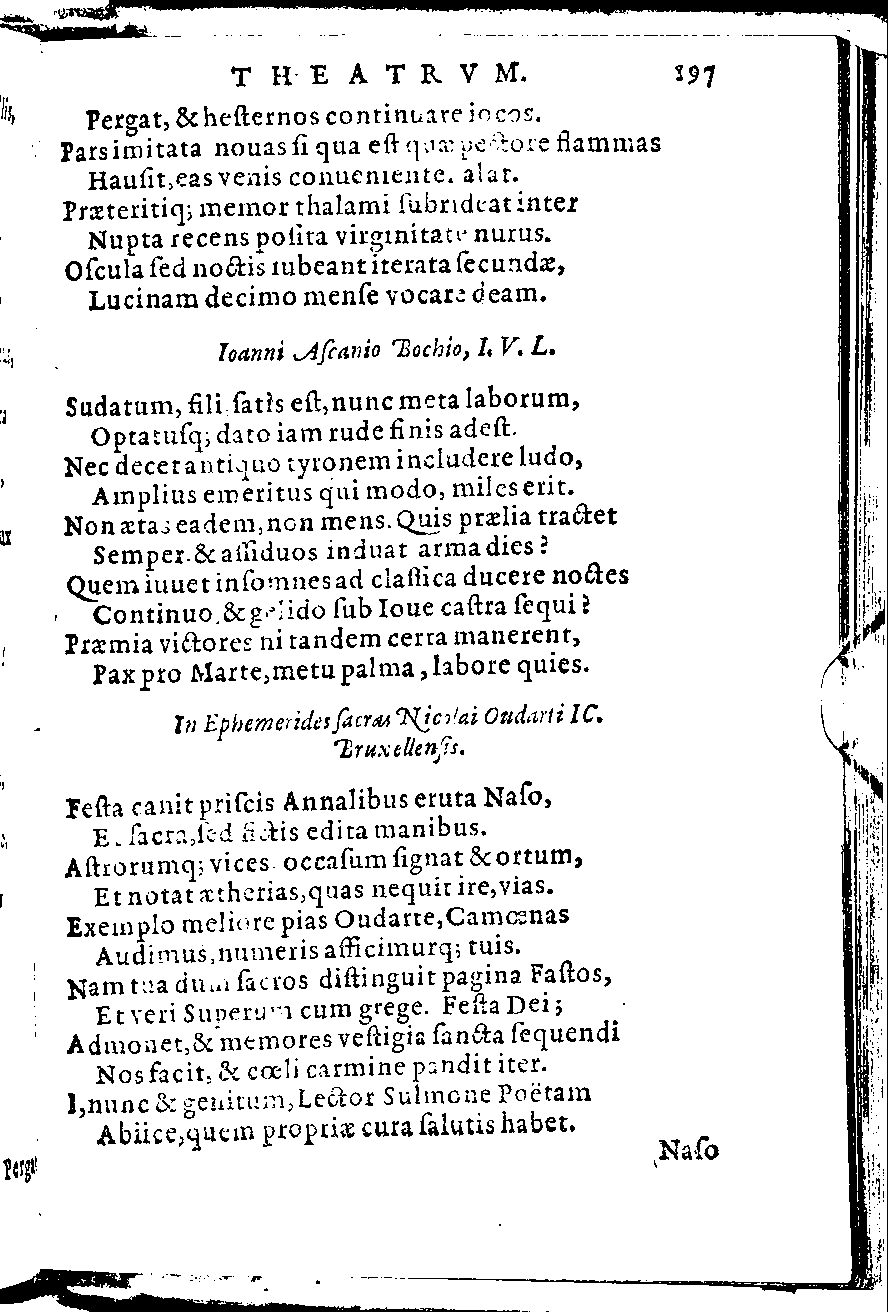 THEATRVM. 197
Pergat, & heſternos continuare iocos.
Pars imitata nouas ſi qua eſt quæ pectore flammas
Hauſit, eas venis conueniente. alat.
Præteritiq; memor thalami ſubrideat inter
Nupta recens poſita virginitate nurus.
Oſcula ſed noctis iubeant iterata ſecundæ,
Lucinam decimo menſe vocare deam.
Ioanni Aſcanio Bochio, I. V. L.
Sudatum, fili ſatis eſt, nunc meta laborum,
Optatuſq; dato iam rude finis adeſt.
Nec decet antiquo tyronem includere ludo,
Amplius emeritus qui modo, miles erit.
Non ætas eadem, non mens. Quis prælia tractet
Semper. & aſſiduos induat arma dies?
Quem iuuet inſomnes ad claſſica ducere noctes
Continuo, & gelido ſub Ioue caſtra ſequi?
Præmia victores ni tandem certa manerent,
Pax pro Marte, metu palma, labore quies.
In Ephemerides ſacras Nicolai Oudarti IC.
Bruxellenſis.
Feſta canit priſcis Annalibus eruta Naſo,
E. ſacra, ſed fictis edita manibus.
Aſtrorumq; vices occaſum ſignat & ortum,
Et notat ætherias, quas nequit ire, vias.
Exemplo meliore pias Oudarte, Camœnas
Audimus, numeris afficimurq; tuis.
Nam tua dum ſacros diſtinguit pagina Faſtos,
Et veri Superum cum grege. Feſta Dei;
Admonet, & memores veſtigia ſancta ſequendi
Nos facit, & cœli carmine pandit iter.
I, nunc & genitum, Lector Sulmone Poëtam
Abiice, quem propriæ cura ſalutis habet.
Naſo